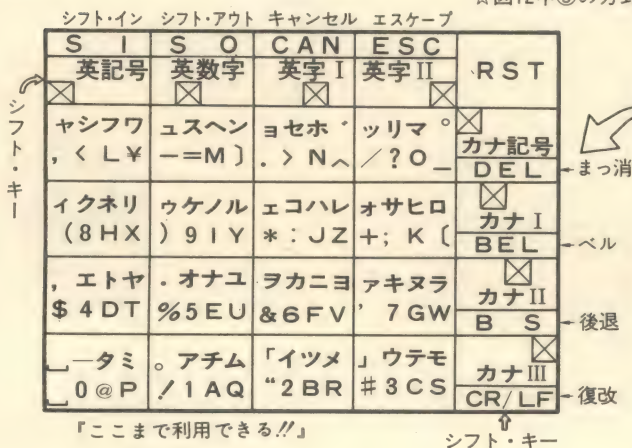 ☆図12中
シフト・イン シフト・アウト キャンセル エスケープ
S I S O CAN ESC RST
英記号 英数字 英字I 英字II
シフト・キー
ャシフワ ュスヘン ョセホ゛ ッリマ゜ カナ記号
, < L ¥ ー = M ) . > N ^ / ? O _ DEL まっ消
ィクネリ ゥケノル ェコハレ ォサヒロ カナI
( 8 H X ) 9 I Y * : J Z + ; K ( BEL ベル
, エトヤ . オナユ ヲカニヨ ァキヌラ カナII
$ 4 D T % 5 E U & 6 F V ' 7 G W B S 後退
ータミ 。アチム 「イツメ 」ウテモ カナIII
0 @ P ! 1 A Q " 2 B R # 3 C S CR/LF 復改
『ここまで利用できる!!』
シフト・キー